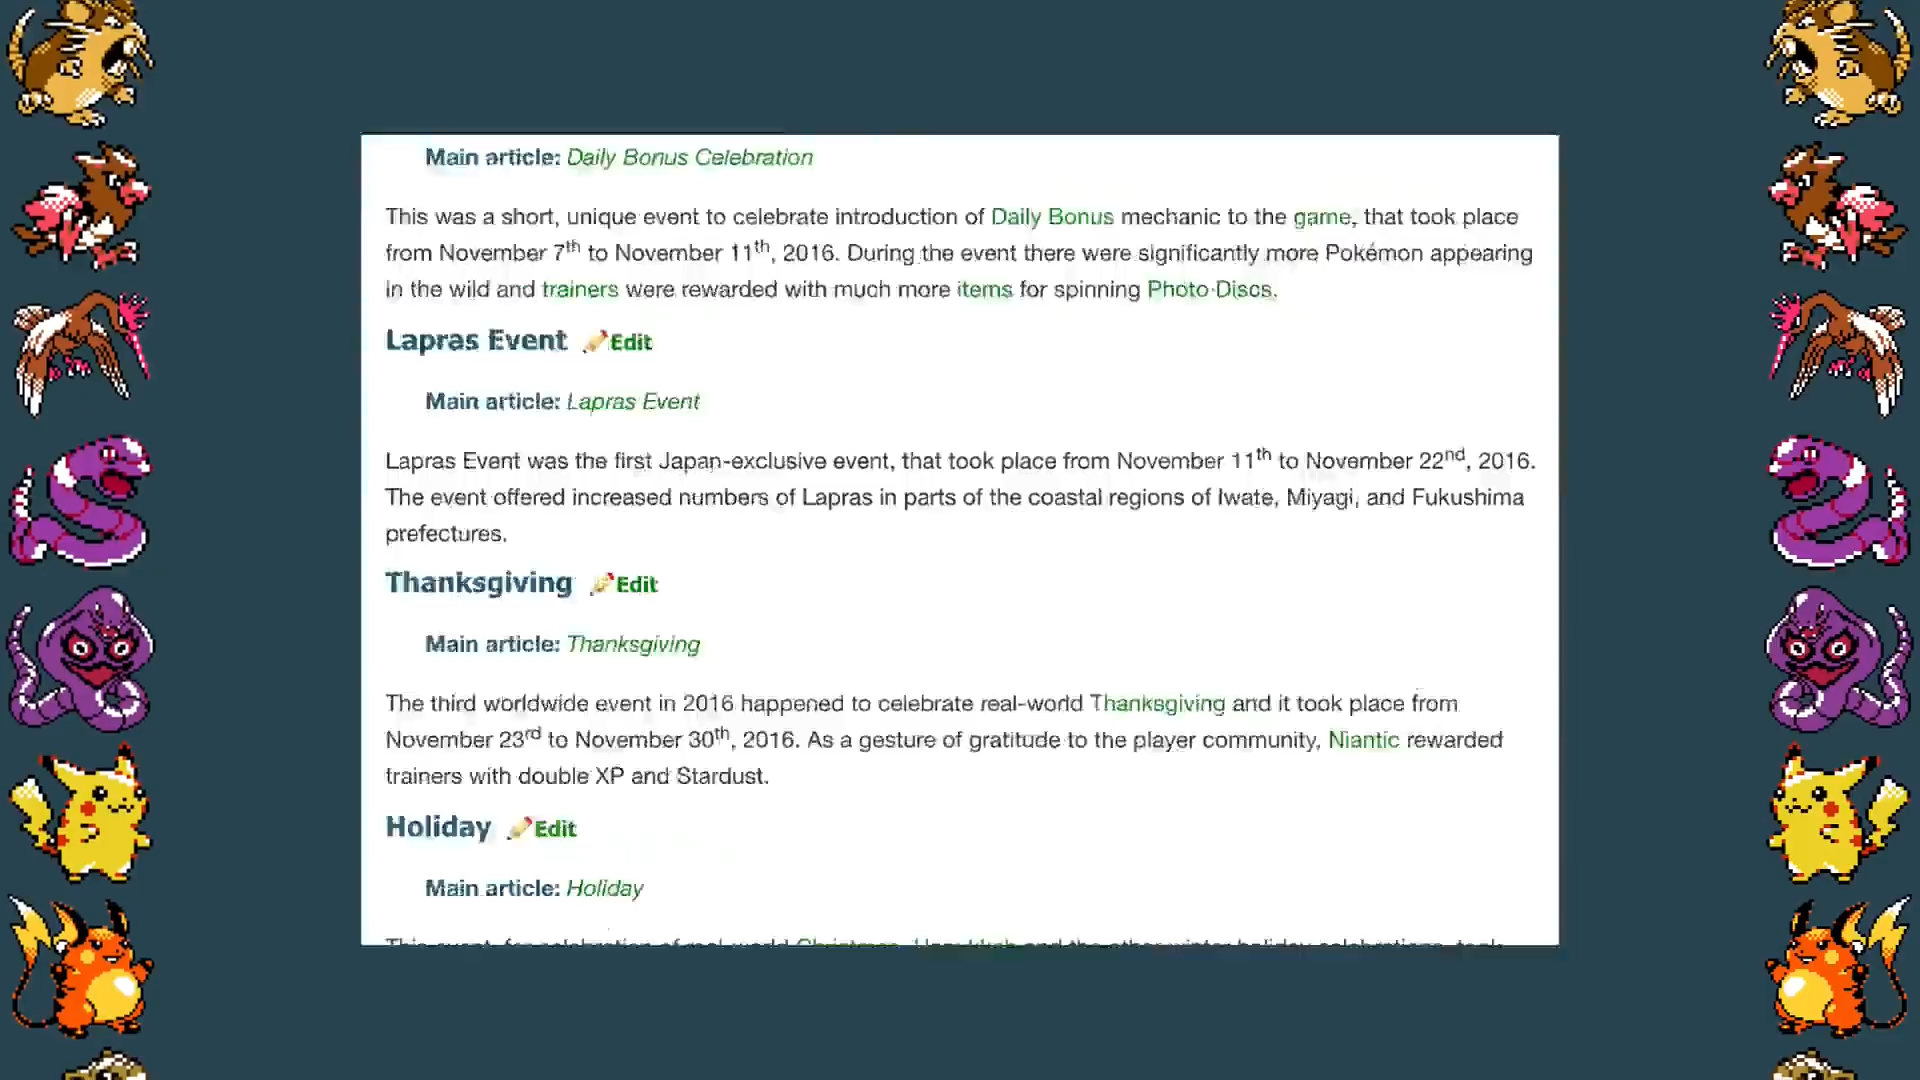 Main article: Daily Bonus Celebration
This was a short, unique event to celebrate introduction of Daily Bonus mechanic to the game, that took place
from November 7th to November 11th, 2016. During the event there were significantly more Pokémon appearing
in the wild and trainers were rewarded with much more items for spinning Photo Discs.
Lapras Event Edit
Main article: Lapras Event
Lapras Event was the first Japan-exclusive event, that took place from November 11th to November 22nd, 2016.
The event offered increased numbers of Lapras in parts of the coastal regions of Iwate, Miyagi, and Fukushima
prefectures.
Thanksgiving Edit
Main article: Thanksgiving
The third worldwide event in 2016 happened to celebrate real-world Thanksgiving and it took place from
November 23rd to November 30th, 2016. As a gesture of gratitude to the player community, Niantic rewarded
trainers with double XP and Stardust.
Holiday Edit
Main article: Holiday